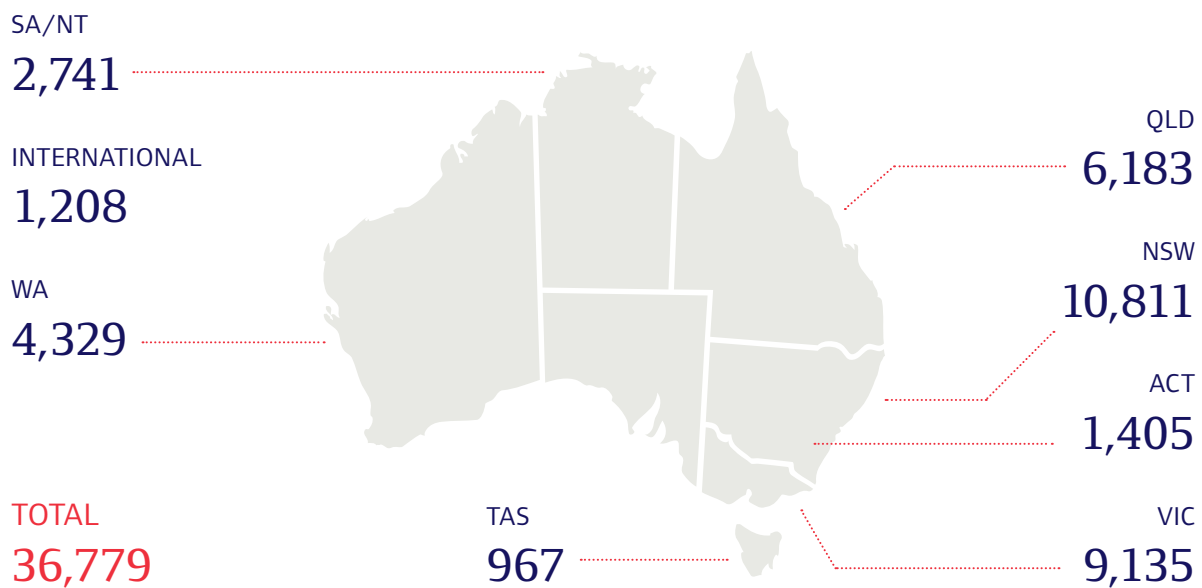 SA/NT
2,741
INTERNATIONAL
1,208
WA
4,329
TOTAL
36,779
TAS
967
QLD
6,183
NSW
10,811
ACT
1,405
VIC
9,135